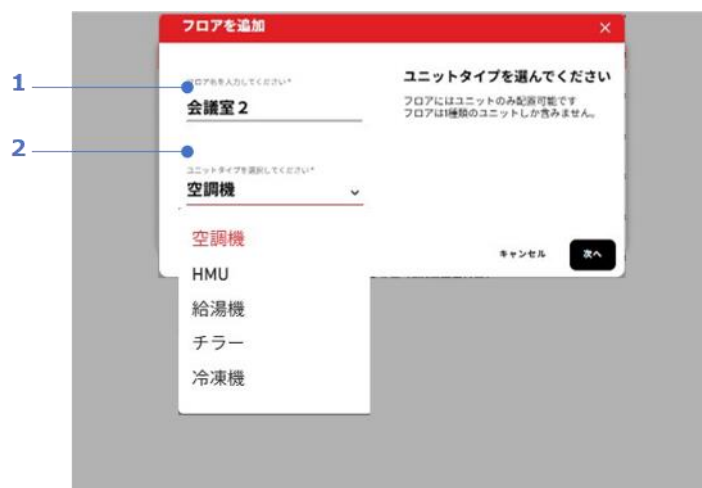 フロアを追加
×
1
フロア名を入力してください*
会議室2
ユニットタイプを選んでください
フロアにはユニットのみ配置可能です
フロアは1種類のユニットしか含みません。
2
ユニットタイプを選択してください*
空調機
空調機
HMU
給湯機
チラー
冷凍機
キャンセル
次へ